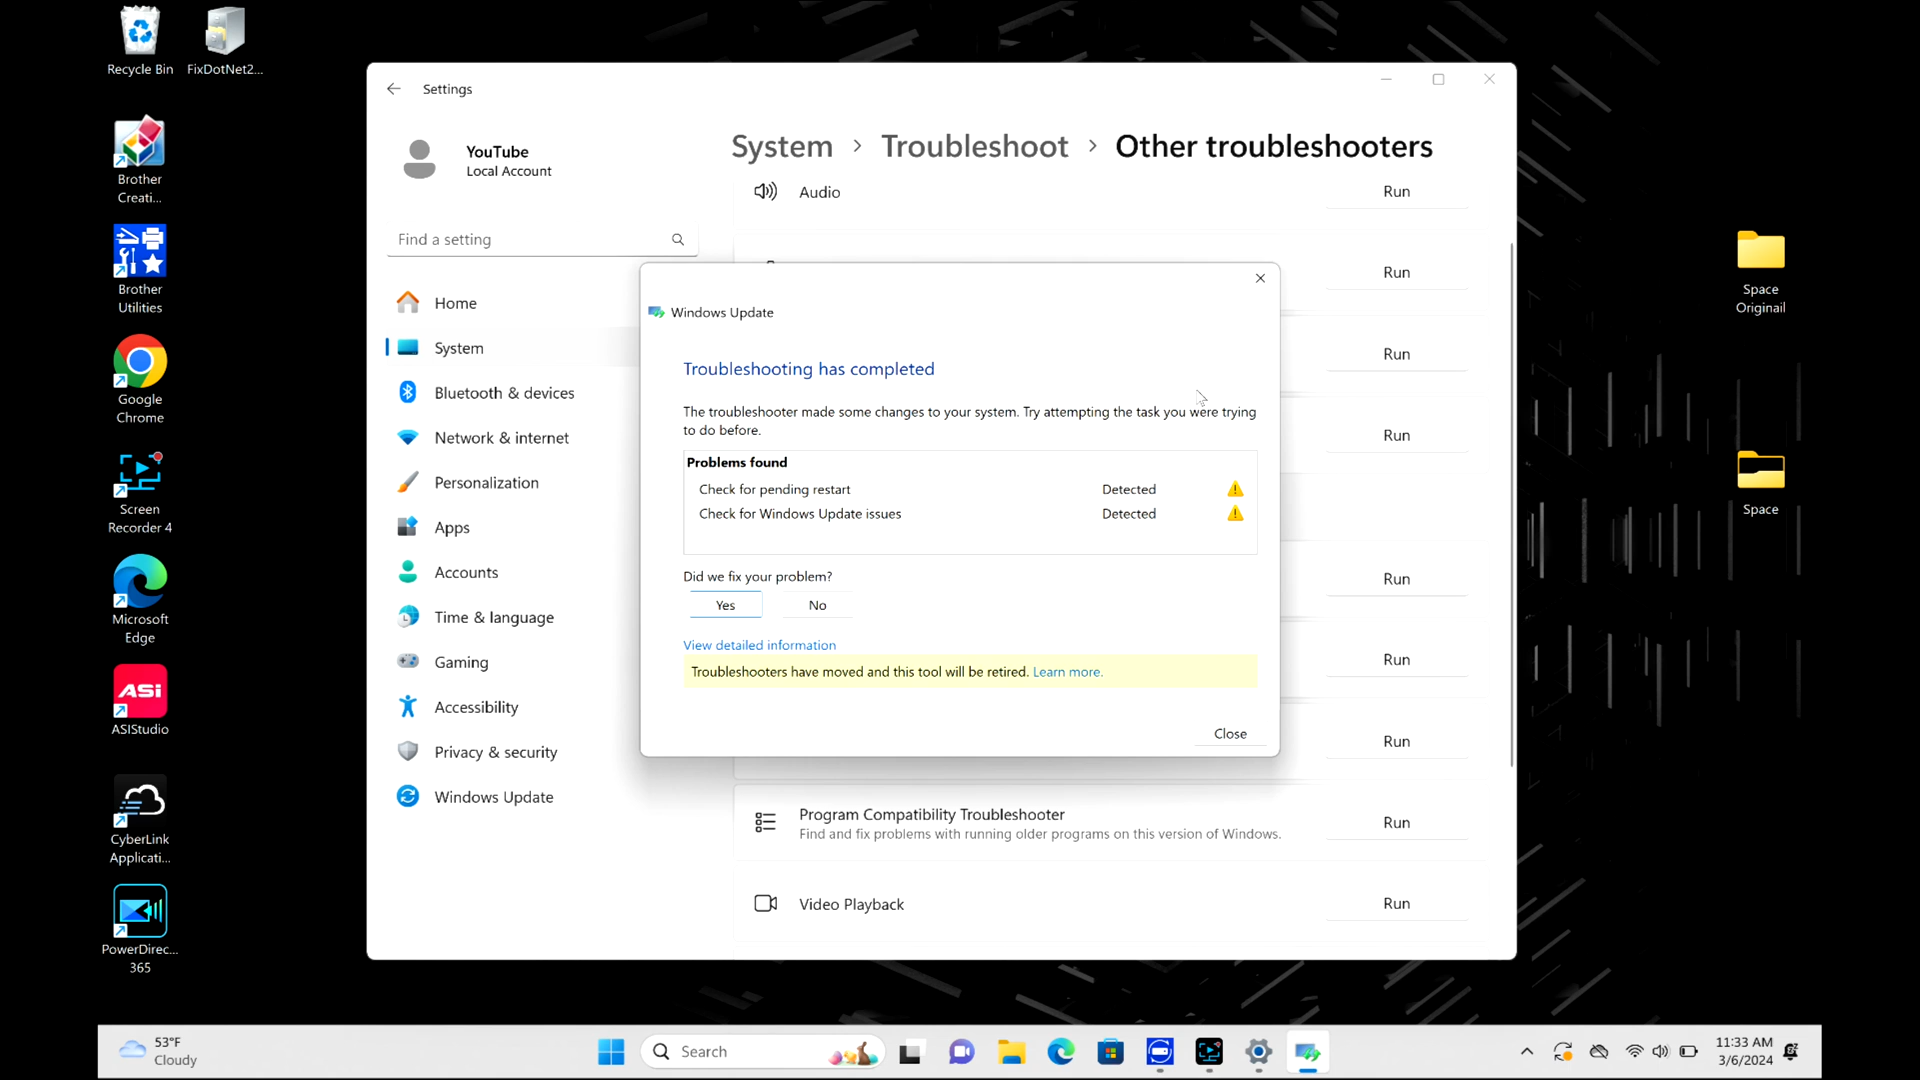 Recycle Bin
FixDotNet2...
Brother
Creati...
Brother
Utilities
Google
Chrome
Screen
Recorder 4
Microsoft
Edge
ASi
ASIStudio
CyberLink
Applicati...
PowerDirec...
365
Settings
YouTube
Local Account
Find a setting
Home
System
Bluetooth & devices
Network & internet
Personalization
Apps
Accounts
Time & language
Gaming
Accessibility
Privacy & security
Windows Update
System > Troubleshoot > Other troubleshooters
Audio
Run
Run
Run
Run
Run
Run
Run
Windows Update
Troubleshooting has completed
The troubleshooter made some changes to your system. Try attempting the task you were trying
to do before.
Problems found
Check for pending restart Detected
Check for Windows Update issues Detected
Did we fix your problem?
Yes No
View detailed information
Troubleshooters have moved and this tool will be retired. Learn more.
Close
Program Compatibility Troubleshooter
Find and fix problems with running older programs on this version of Windows.
Run
Video Playback
Run
Space
Originail
Space
53°F
Cloudy
Search
11:33 AM
3/6/2024